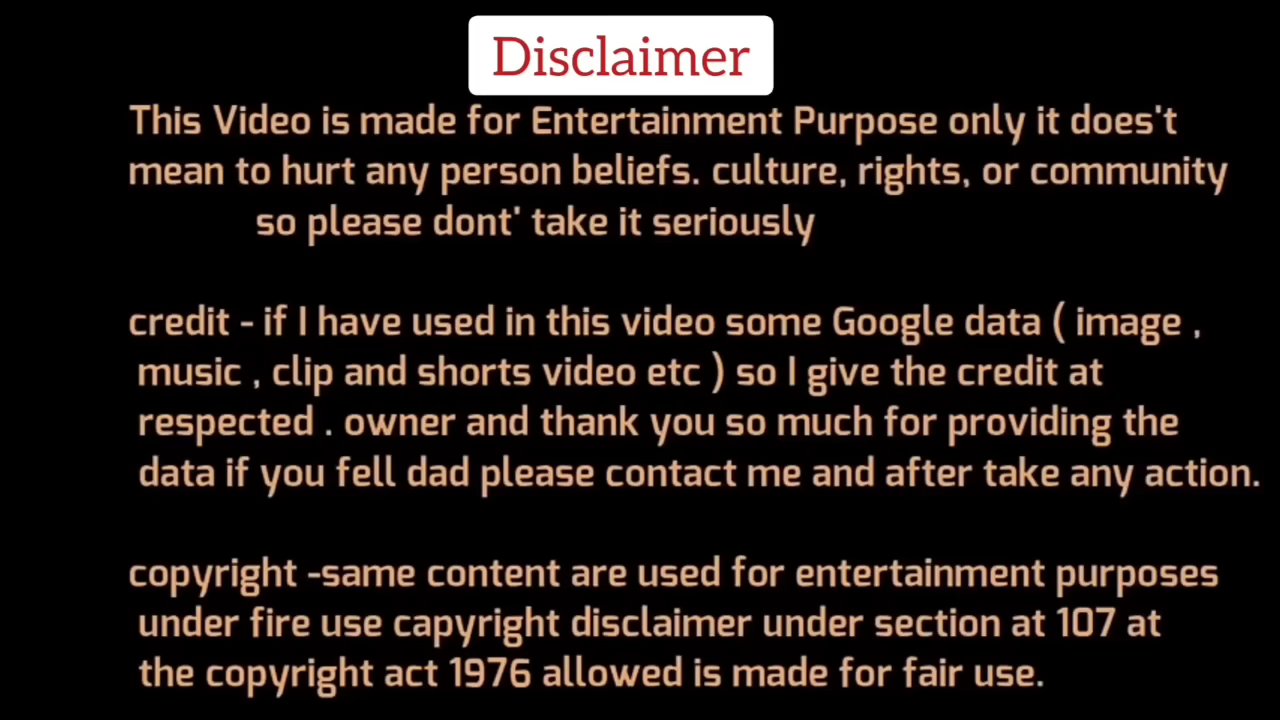 Disclaimer
This Video is made for Entertainment Purpose only it does't
mean to hurt any person beliefs. culture, rights, or community
so please dont' take it seriously
credit - if I have used in this video some Google data ( image ,
music , clip and shorts video etc ) so I give the credit at
respected . owner and thank you so much for providing the
data if you fell dad please contact me and after take any action.
copyright -same content are used for entertainment purposes
under fire use capyright disclaimer under section at 107 at
the copyright act 1976 allowed is made for fair use.